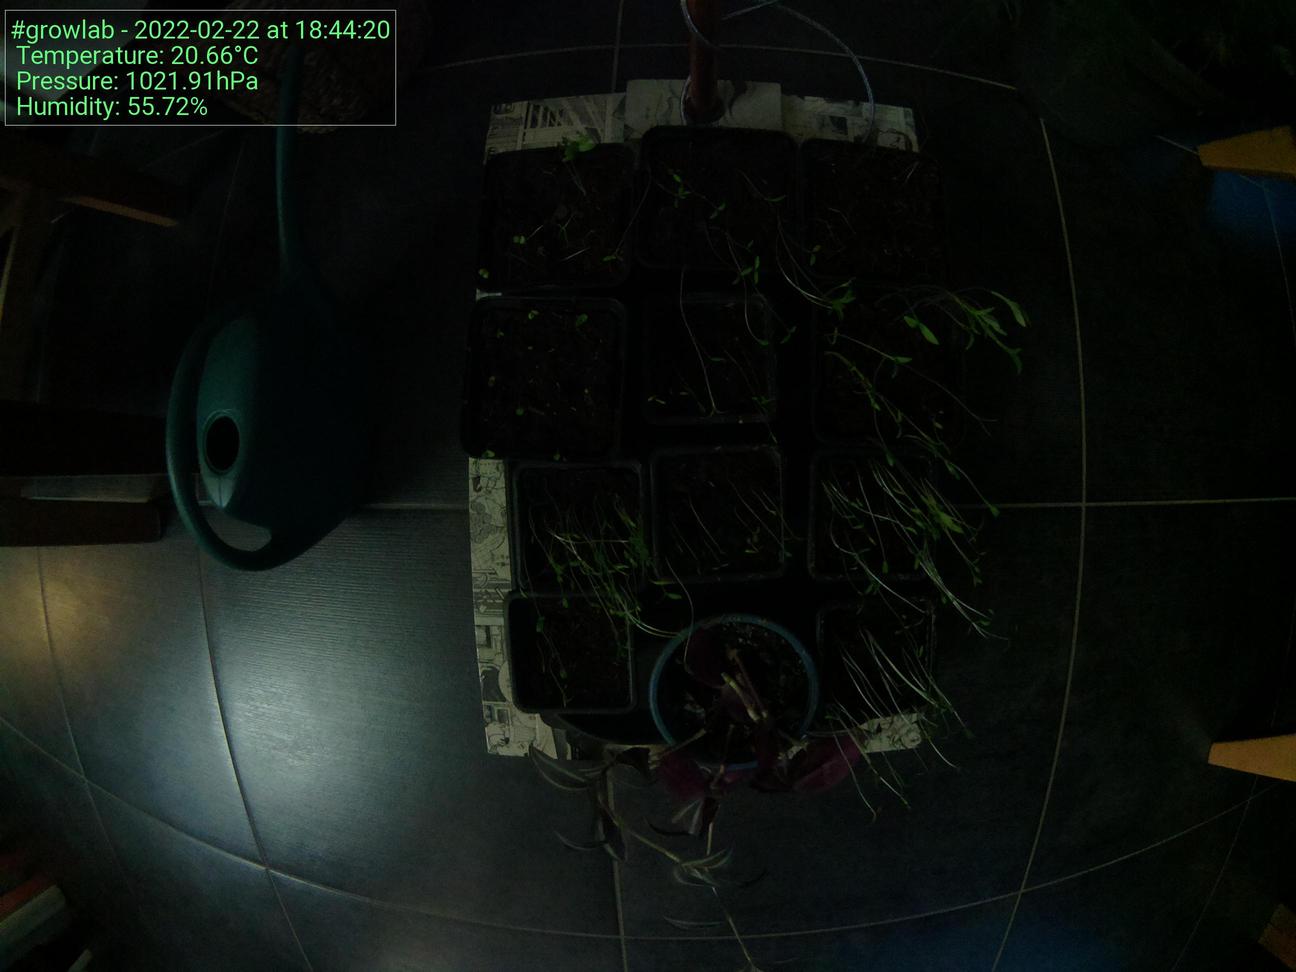 #growlab - 2022-02-22 at 18:44:20
Temperature: 20.66°C
Pressure: 1021.91hPa
Humidity: 55.72%